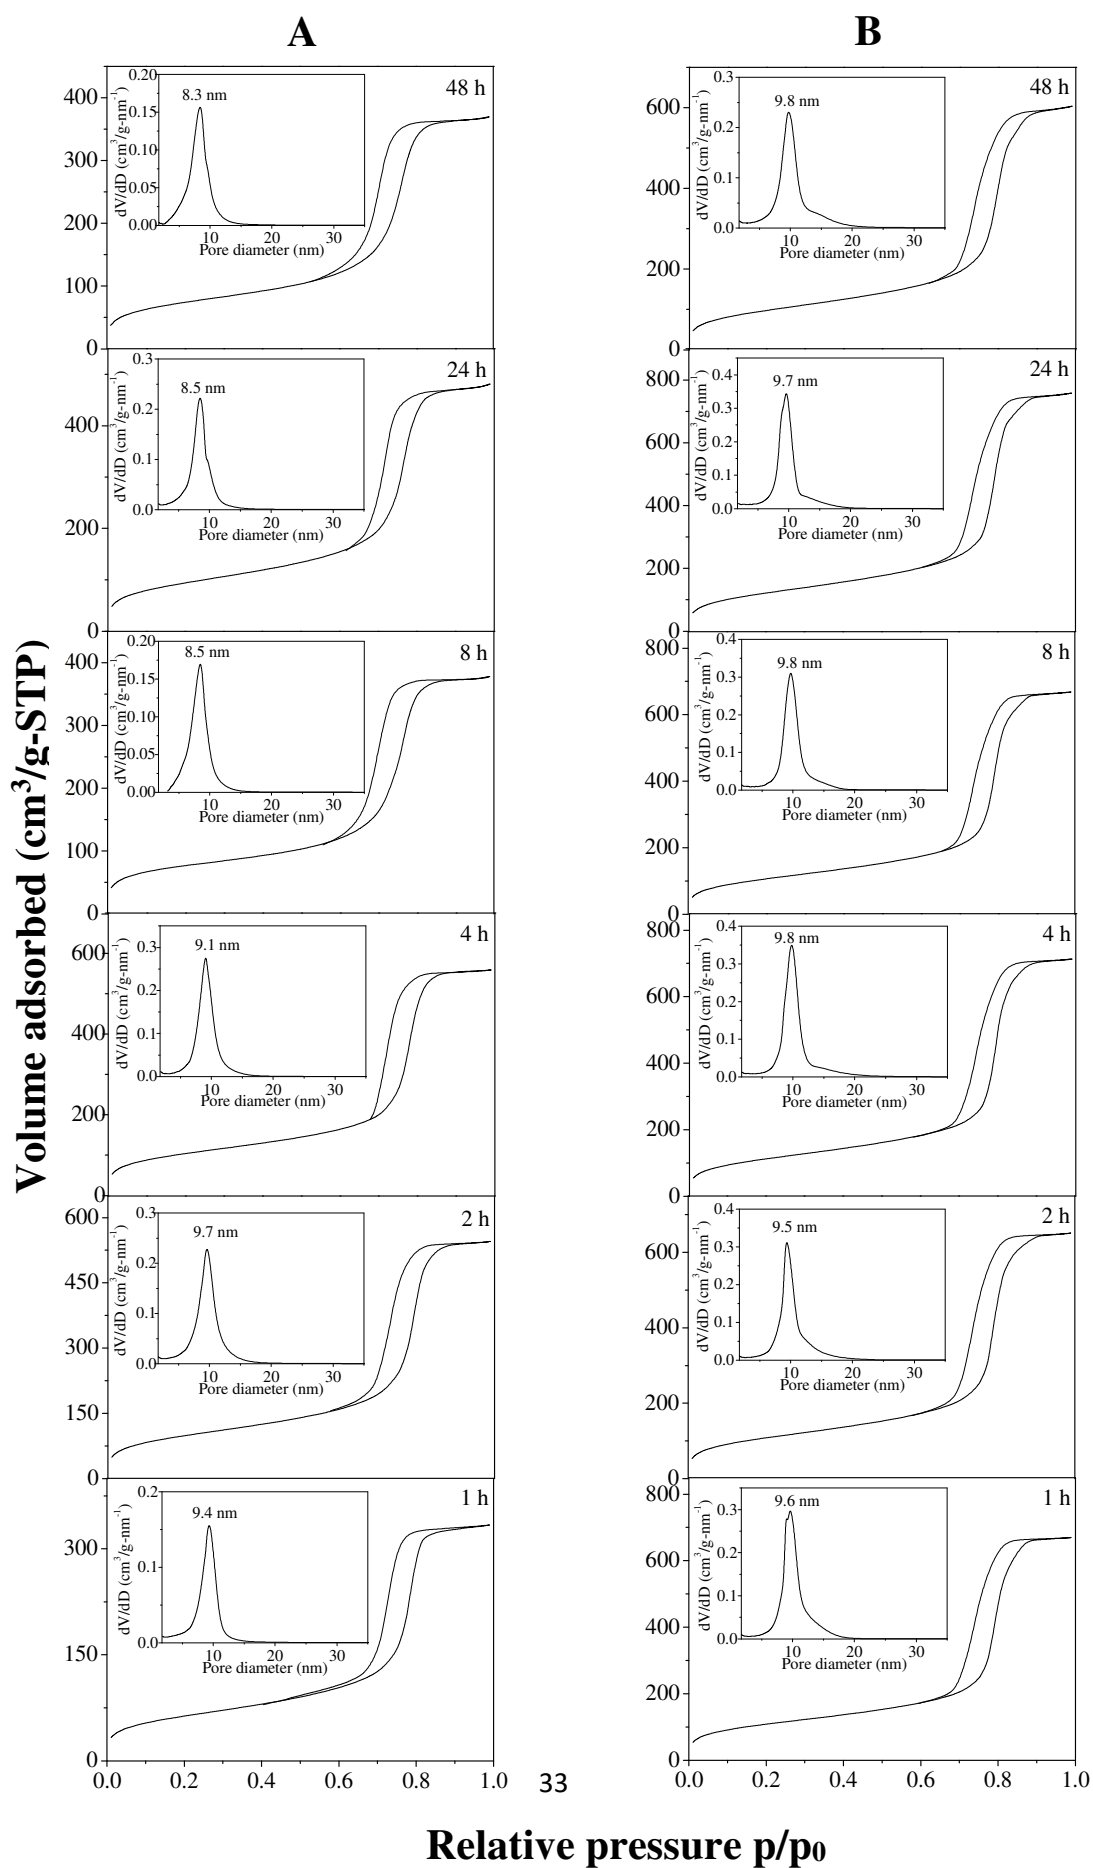 A
B
Volume adsorbed (cm³/g-STP)
48 h
400
300
200
100
0
8.3 nm
dV/dD (cm³/g-nm⁻¹)
0.20
0.15
0.10
0.05
0.00
10 20 30
Pore diameter (nm)
48 h
600
400
200
0
9.8 nm
dV/dD (cm³/g-nm⁻¹)
0.3
0.2
0.1
0.0
10 20 30
Pore diameter (nm)
24 h
400
200
0
8.5 nm
dV/dD (cm³/g-nm⁻¹)
0.3
0.2
0.1
0.0
10 20 30
Pore diameter (nm)
24 h
800
600
400
200
0
9.7 nm
dV/dD (cm³/g-nm⁻¹)
0.4
0.3
0.2
0.1
0.0
10 20 30
Pore diameter (nm)
8 h
400
300
200
100
0
8.5 nm
dV/dD (cm³/g-nm⁻¹)
0.20
0.15
0.10
0.05
0.00
10 20 30
Pore diameter (nm)
8 h
800
600
400
200
0
9.8 nm
dV/dD (cm³/g-nm⁻¹)
0.4
0.3
0.2
0.1
0.0
10 20 30
Pore diameter (nm)
4 h
600
400
200
0
9.1 nm
dV/dD (cm³/g-nm⁻¹)
0.3
0.2
0.1
0.0
10 20 30
Pore diameter (nm)
4 h
800
600
400
200
0
9.8 nm
dV/dD (cm³/g-nm⁻¹)
0.4
0.3
0.2
0.1
0.0
10 20 30
Pore diameter (nm)
2 h
600
450
300
150
0
9.7 nm
dV/dD (cm³/g-nm⁻¹)
0.3
0.2
0.1
0.0
10 20 30
Pore diameter (nm)
2 h
600
400
200
0
9.5 nm
dV/dD (cm³/g-nm⁻¹)
0.4
0.3
0.2
0.1
0.0
10 20 30
Pore diameter (nm)
1 h
300
150
0
9.4 nm
dV/dD (cm³/g-nm⁻¹)
0.2
0.1
0.0
10 20 30
Pore diameter (nm)
0.0 0.2 0.4 0.6 0.8 1.0
1 h
800
600
400
200
0
9.6 nm
dV/dD (cm³/g-nm⁻¹)
0.3
0.2
0.1
0.0
10 20 30
Pore diameter (nm)
0.0 0.2 0.4 0.6 0.8 1.0
33
Relative pressure p/p₀